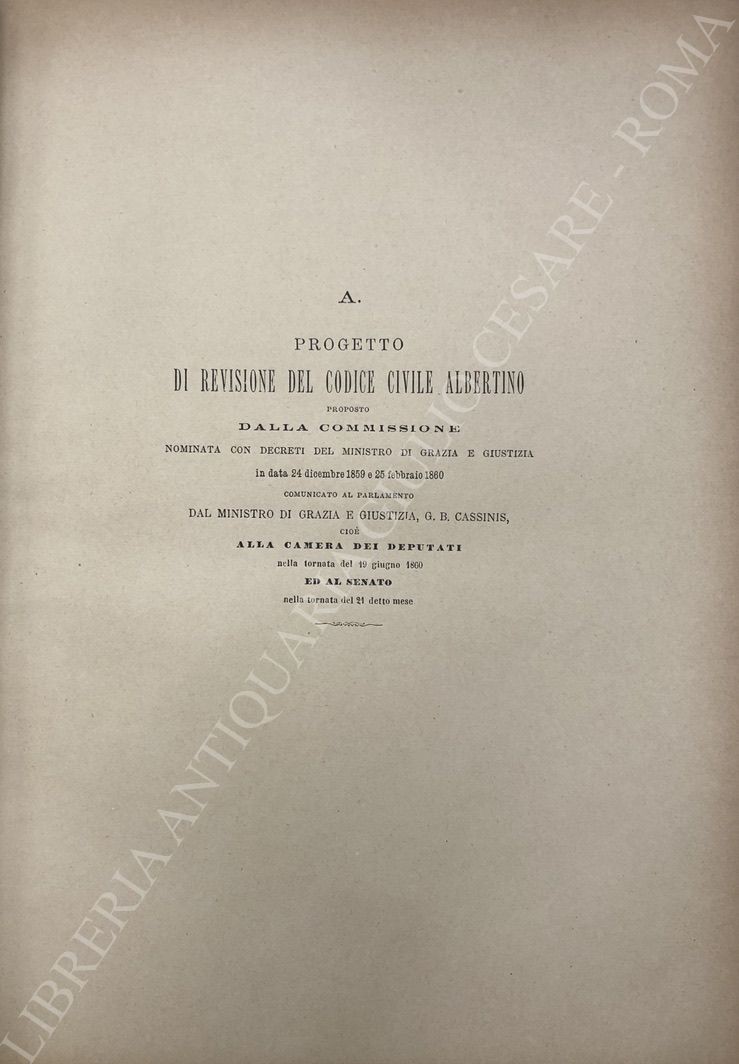 A.
PROGETTO
DI REVISIONE DEL CODICE CIVILE ALBERTINO
PROPOSTO
DALLA COMMISSIONE
NOMINATA CON DECRETI DEL MINISTRO DI GRAZIA E GIUSTIZIA
in data 24 dicembre 1859 e 25 febbraio 1860
COMUNICATO AL PARLAMENTO
DAL MINISTRO DI GRAZIA E GIUSTIZIA, G. B. CASSINIS,
CIOÈ
ALLA CAMERA DEI DEPUTATI
nella tornata del 19 giugno 1860
ED AL SENATO
nella tornata del 21 detto mese
LIBRERIA ANTIQUARIA GIULIO CESARE - ROMA